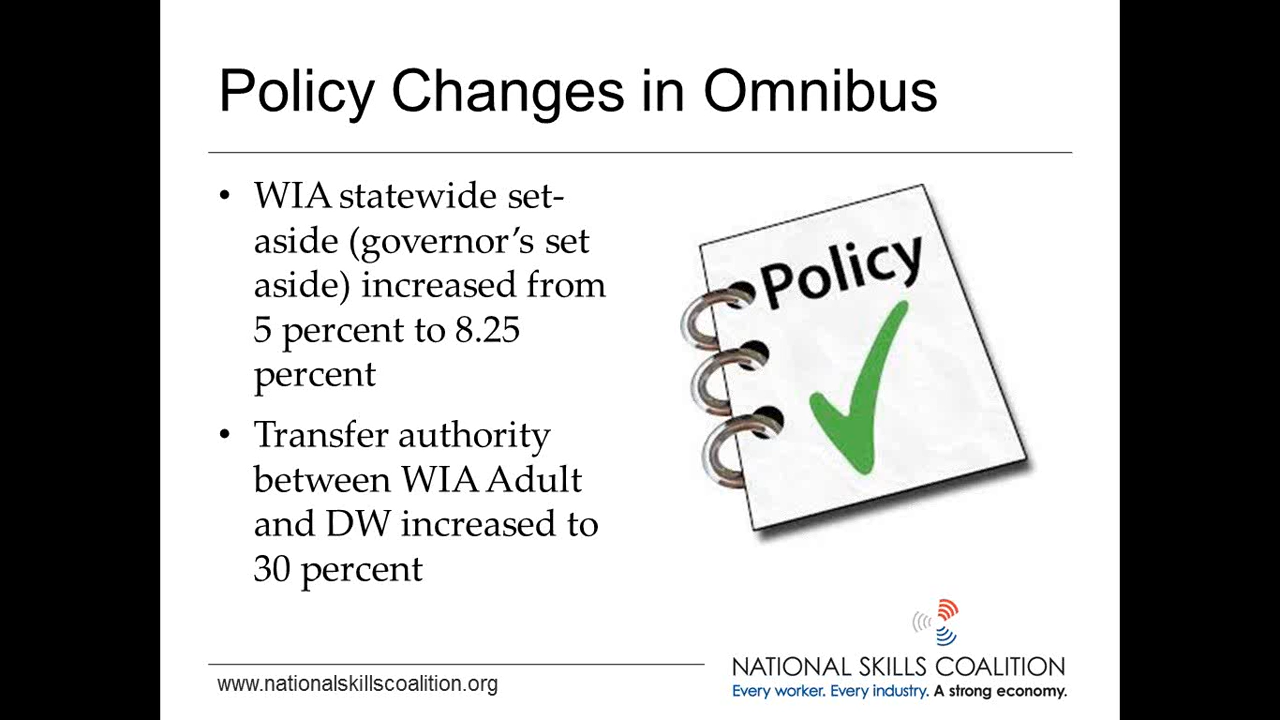 Policy Changes in Omnibus
• WIA statewide set-
aside (governor’s set
aside) increased from
5 percent to 8.25
percent
• Transfer authority
between WIA Adult
and DW increased to
30 percent
Policy
www.nationalskillscoalition.org
NATIONAL SKILLS COALITION
Every worker. Every industry. A strong economy.